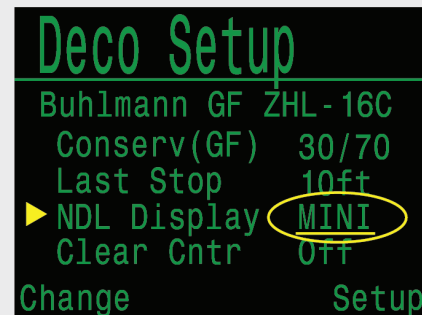 Deco Setup
Buhlmann GF ZHL-16C
Conserv(GF) 30/70
Last Stop 10ft
NDL Display MINI
Clear Cntr Off
Change Setup